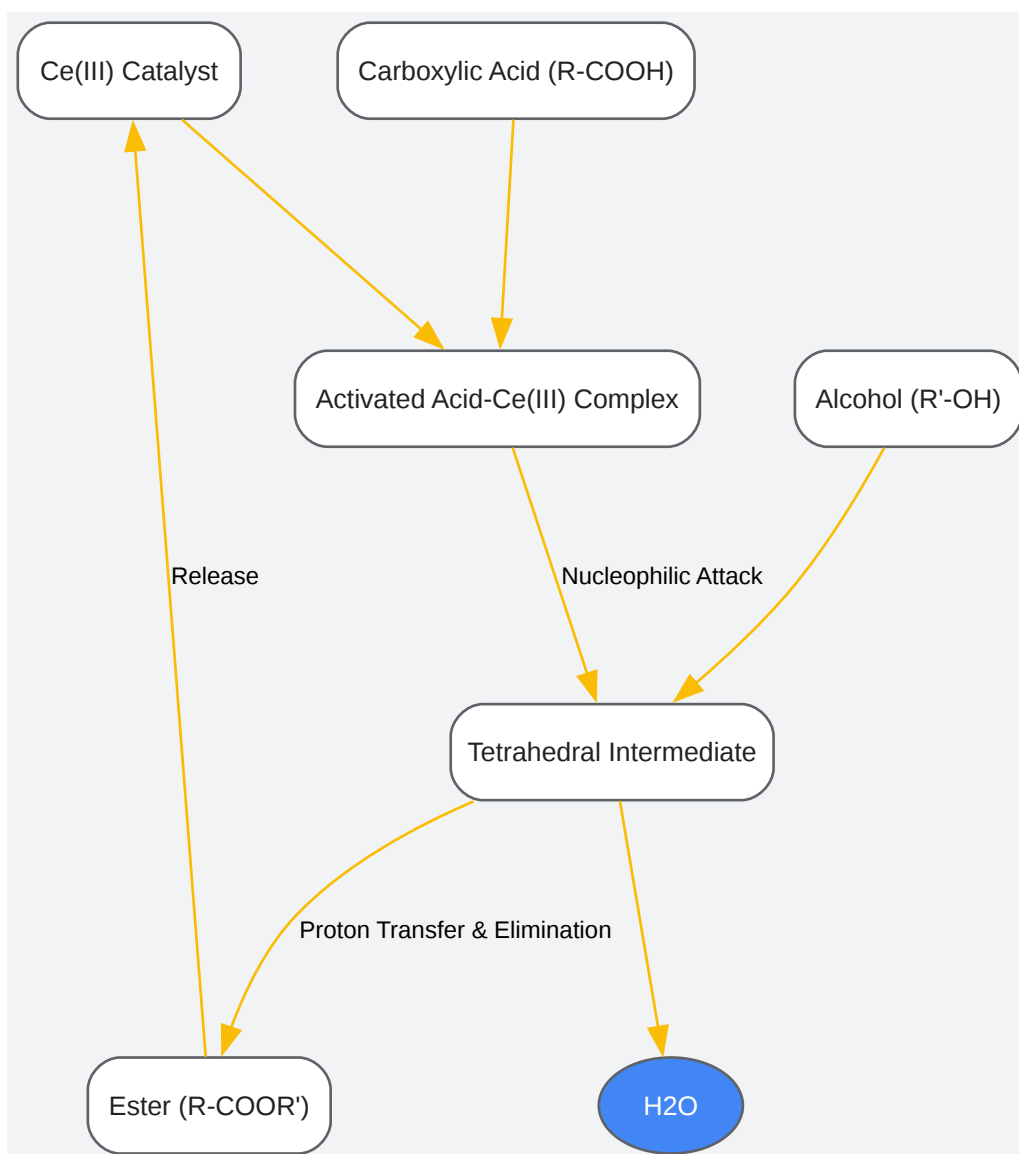 Ce(III) Catalyst
Carboxylic Acid (R-COOH)
Activated Acid-Ce(III) Complex
Alcohol (R'-OH)
Release
Nucleophilic Attack
Tetrahedral Intermediate
Proton Transfer & Elimination
Ester (R-COOR')
H2O